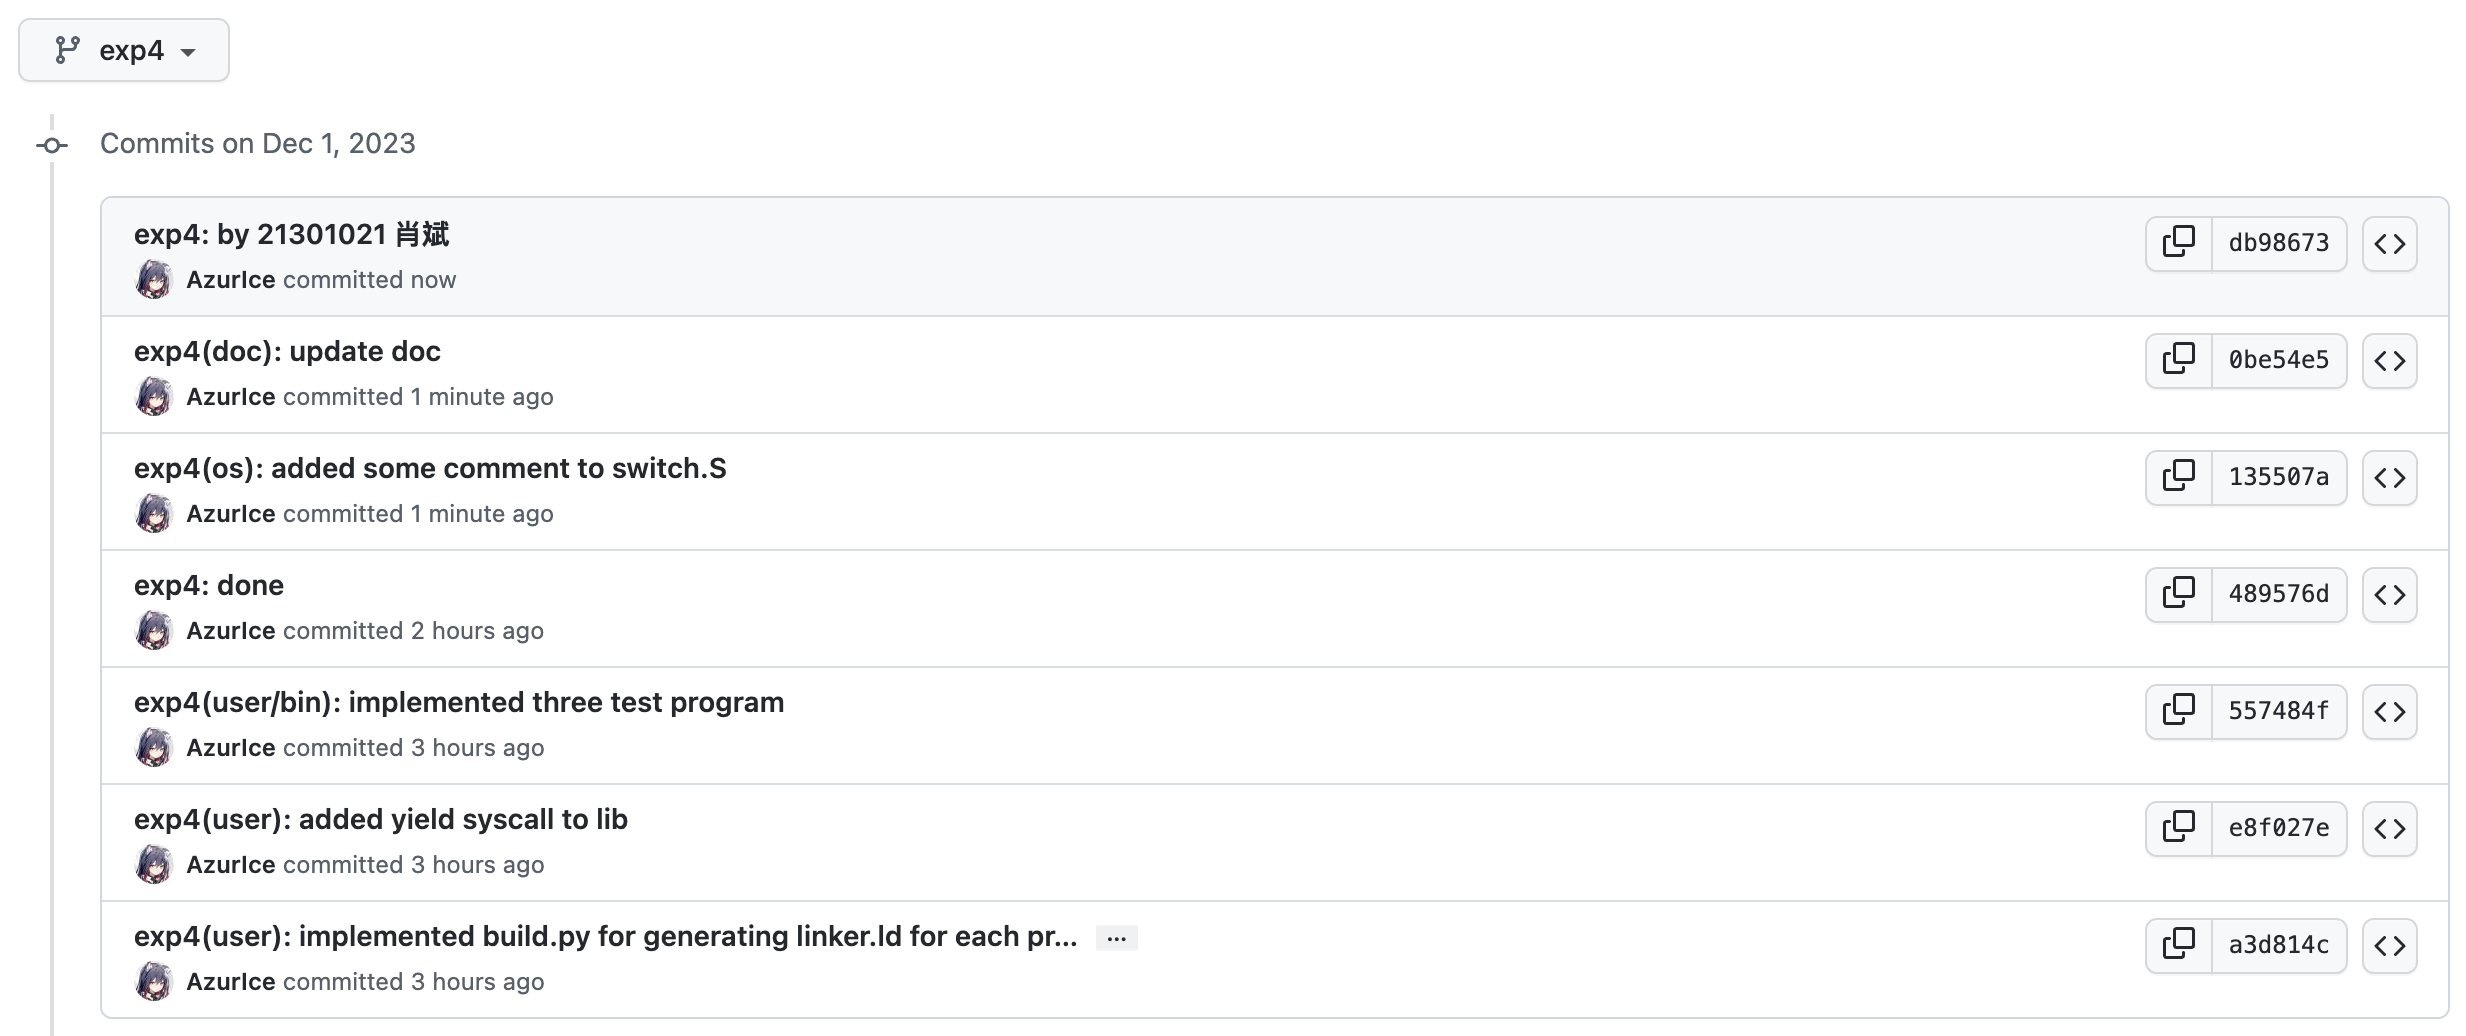 exp4
Commits on Dec 1, 2023
exp4: by 21301021 肖斌
AzurIce committed now
db98673
exp4(doc): update doc
AzurIce committed 1 minute ago
0be54e5
exp4(os): added some comment to switch.S
AzurIce committed 1 minute ago
135507a
exp4: done
AzurIce committed 2 hours ago
489576d
exp4(user/bin): implemented three test program
AzurIce committed 3 hours ago
557484f
exp4(user): added yield syscall to lib
AzurIce committed 3 hours ago
e8f027e
exp4(user): implemented build.py for generating linker.ld for each pr... ...
AzurIce committed 3 hours ago
a3d814c